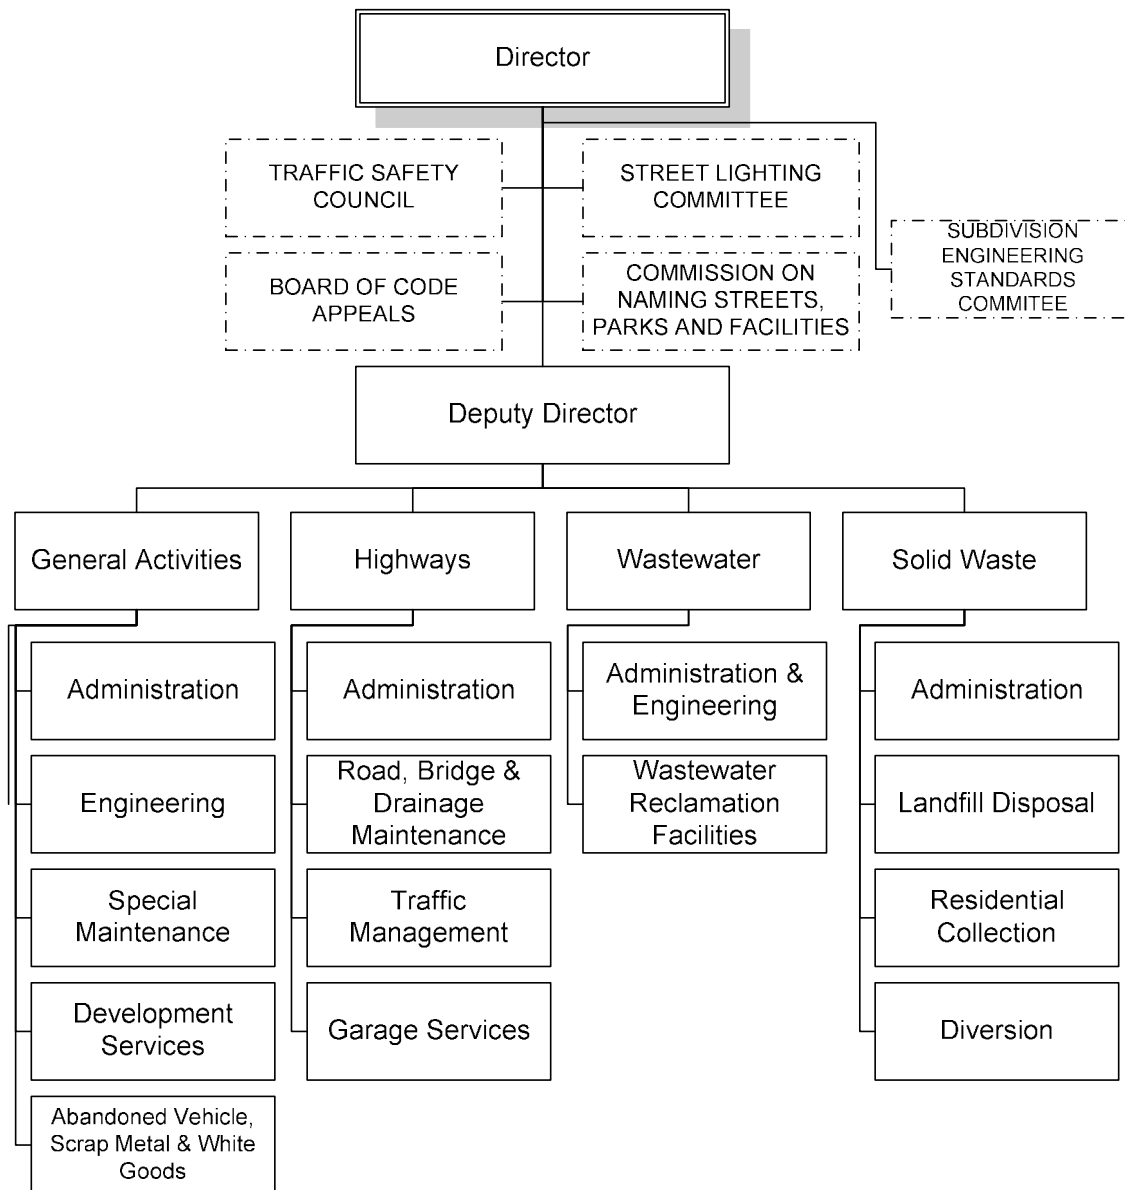 Director
TRAFFIC SAFETY
COUNCIL
STREET LIGHTING
COMMITTEE
SUBDIVISION
ENGINEERING
STANDARDS
COMMITEE
BOARD OF CODE
APPEALS
COMMISSION ON
NAMING STREETS,
PARKS AND FACILITIES
Deputy Director
General Activities
Highways
Wastewater
Solid Waste
Administration
Engineering
Special
Maintenance
Development
Services
Abandoned Vehicle,
Scrap Metal & White
Goods
Administration
Road, Bridge &
Drainage
Maintenance
Traffic
Management
Garage Services
Administration &
Engineering
Wastewater
Reclamation
Facilities
Administration
Landfill Disposal
Residential
Collection
Diversion